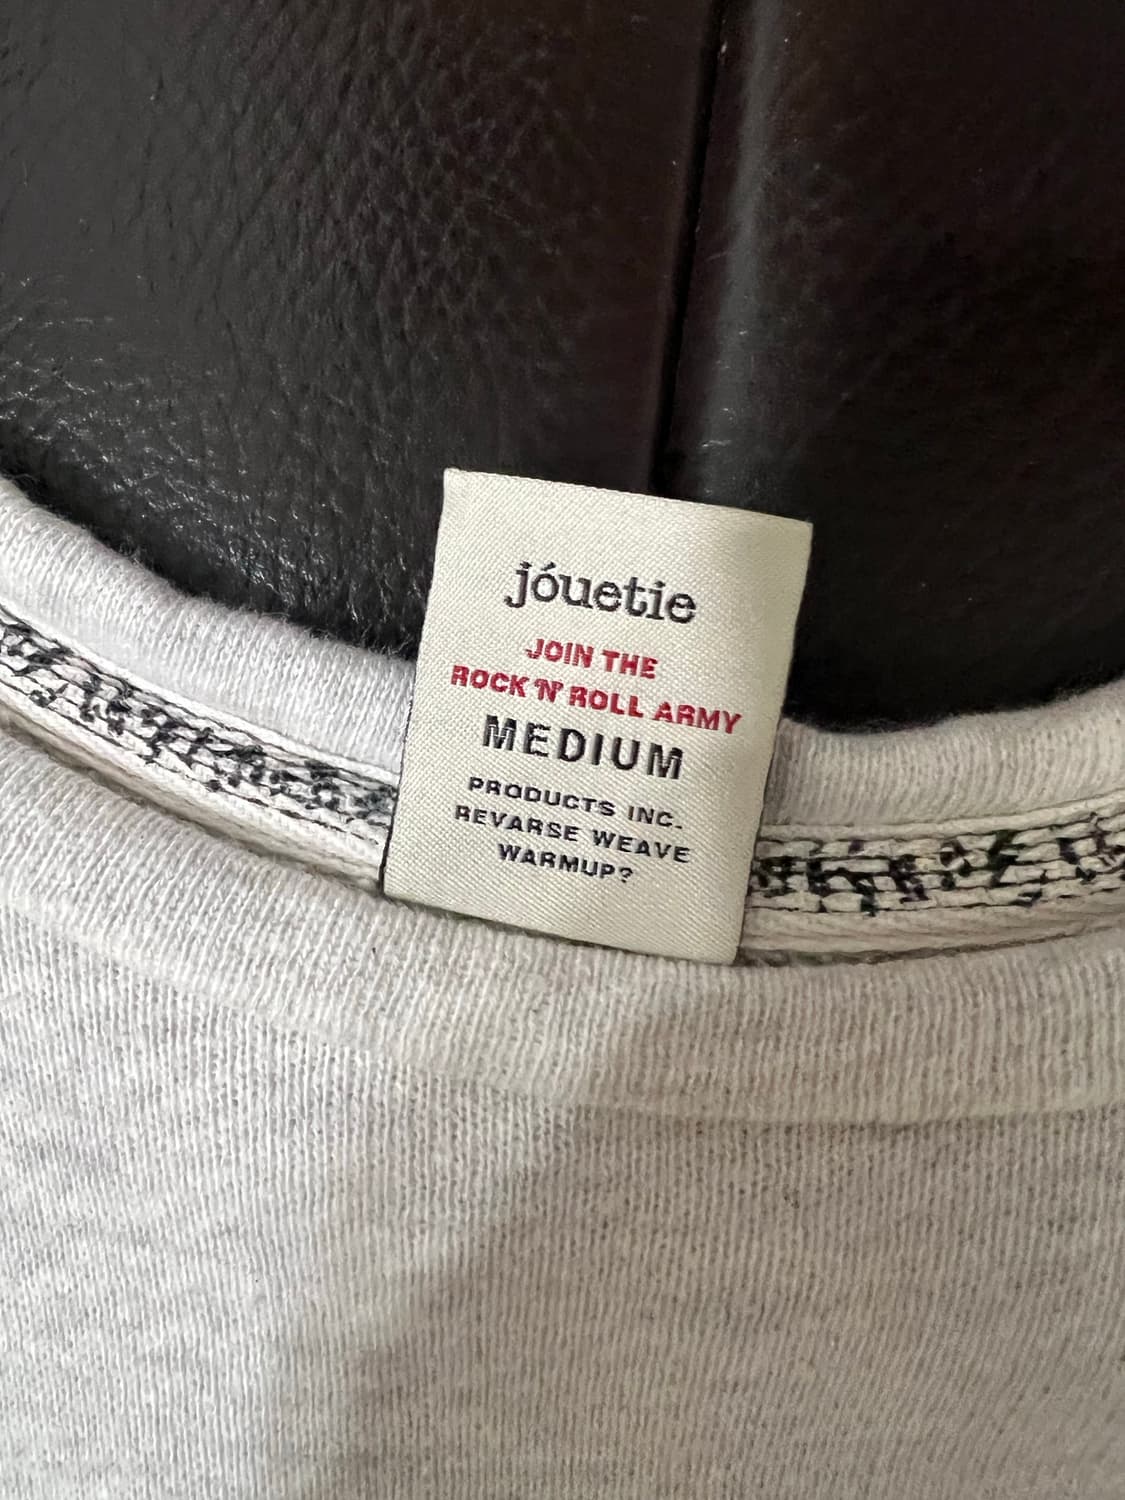 jóuetie
JOIN THE
ROCK 'N' ROLL ARMY
MEDIUM
PRODUCTS INC.
REVARSE WEAVE
WARMUP?